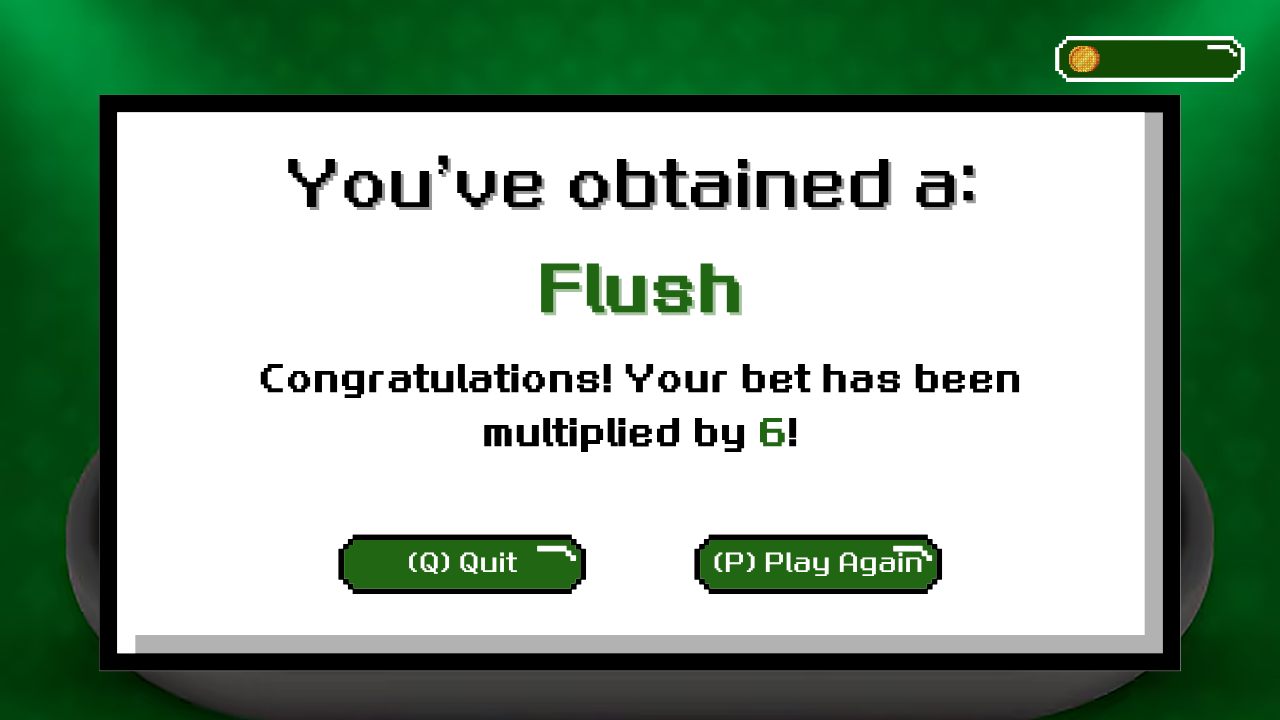 You've obtained a:
Flush
Congratulations! Your bet has been
multiplied by 6!
(Q) Quit
(P) Play Again